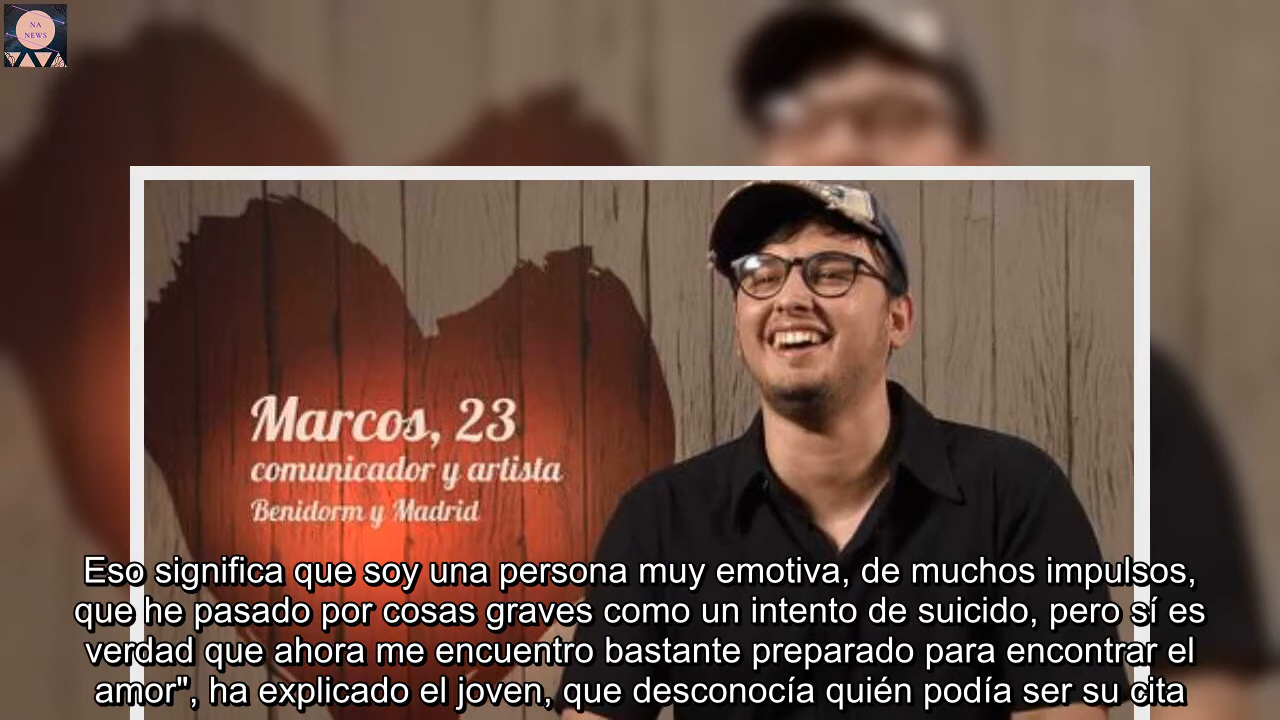 NA
NEWS
Marcos, 23
comunicador y artista
Benidorm y Madrid
Eso significa que soy una persona muy emotiva, de muchos impulsos,
que he pasado por cosas graves como un intento de suicido, pero sí es
verdad que ahora me encuentro bastante preparado para encontrar el
amor", ha explicado el joven, que desconocía quién podía ser su cita